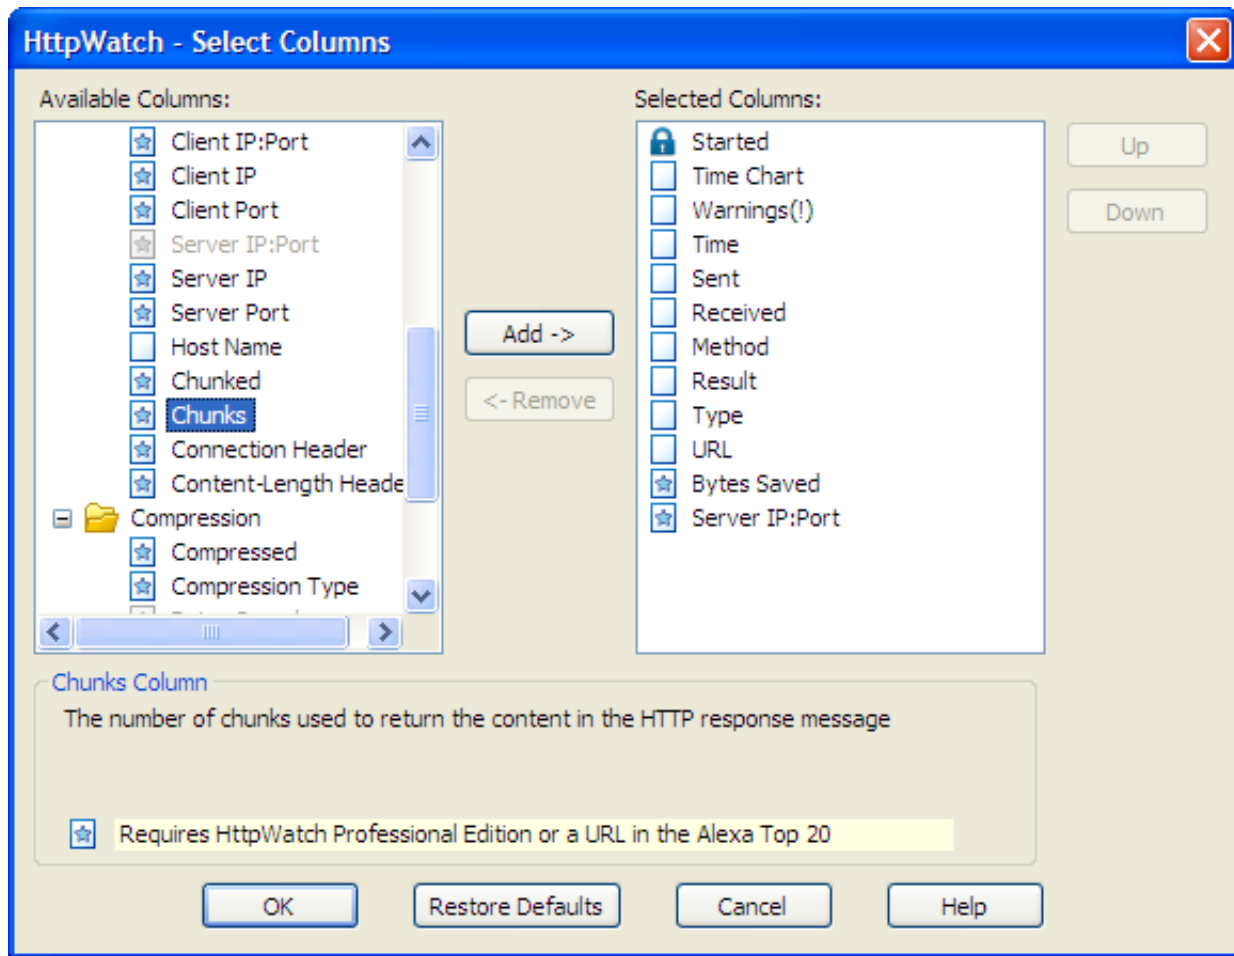 HttpWatch - Select Columns
Available Columns:
Client IP:Port
Client IP
Client Port
Server IP:Port
Server IP
Server Port
Host Name
Chunked
Chunks
Connection Header
Content-Length Heade
Compression
Compressed
Compression Type
Add ->
<- Remove
Selected Columns:
Started
Time Chart
Warnings(!)
Time
Sent
Received
Method
Result
Type
URL
Bytes Saved
Server IP:Port
Up
Down
Chunks Column
The number of chunks used to return the content in the HTTP response message
Requires HttpWatch Professional Edition or a URL in the Alexa Top 20
OK
Restore Defaults
Cancel
Help